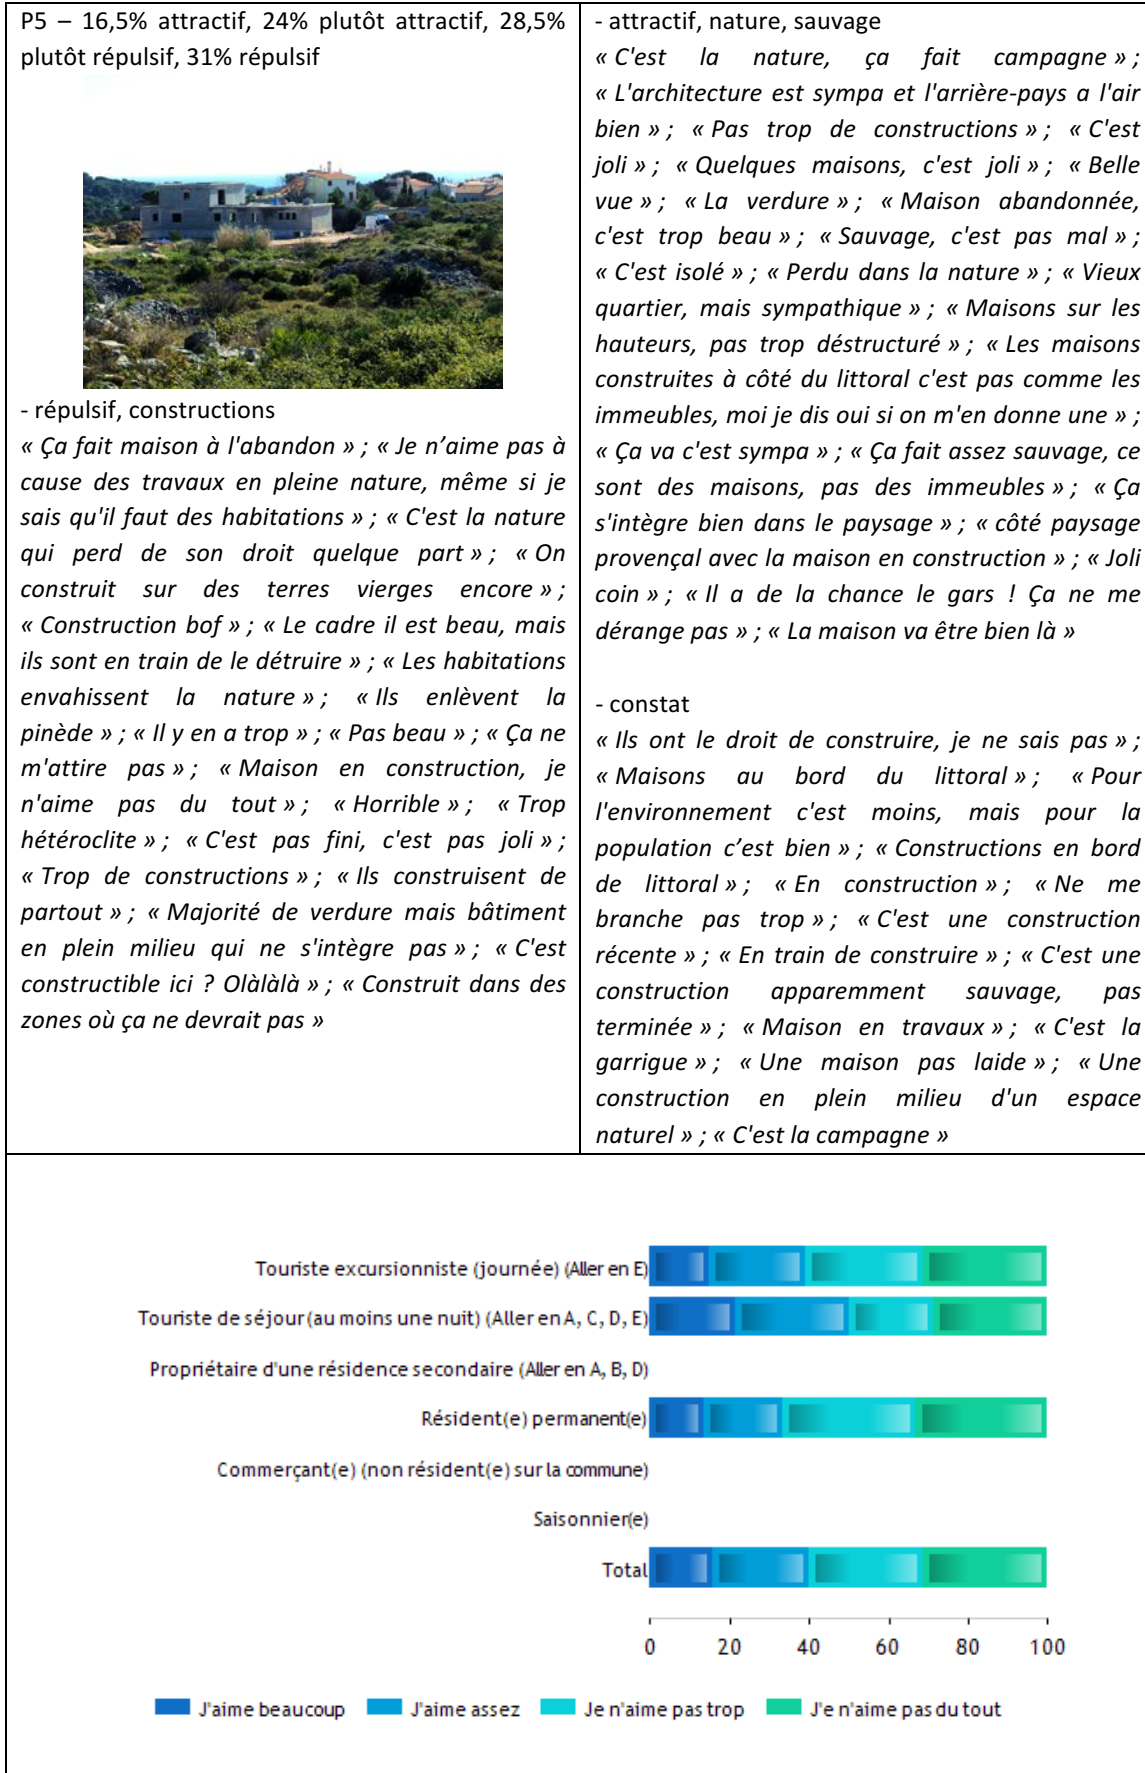 P5 – 16,5% attractif, 24% plutôt attractif, 28,5%
plutôt répulsif, 31% répulsif
- répulsif, constructions
« Ça fait maison à l'abandon » ; « Je n’aime pas à
cause des travaux en pleine nature, même si je
sais qu'il faut des habitations » ; « C'est la nature
qui perd de son droit quelque part » ; « On
construit sur des terres vierges encore » ;
« Construction bof » ; « Le cadre il est beau, mais
ils sont en train de le détruire » ; « Les habitations
envahissent la nature » ; « Ils enlèvent la
pinède » ; « Il y en a trop » ; « Pas beau » ; « Ça ne
m'attire pas » ; « Maison en construction, je
n'aime pas du tout » ; « Horrible » ; « Trop
hétéroclite » ; « C'est pas fini, c'est pas joli » ;
« Trop de constructions » ; « Ils construisent de
partout » ; « Majorité de verdure mais bâtiment
en plein milieu qui ne s'intègre pas » ; « C'est
constructible ici ? Olàlàlà » ; « Construit dans des
zones où ça ne devrait pas »
- attractif, nature, sauvage
« C'est la nature, ça fait campagne » ;
« L'architecture est sympa et l'arrière-pays a l'air
bien » ; « Pas trop de constructions » ; « C'est
joli » ; « Quelques maisons, c'est joli » ; « Belle
vue » ; « La verdure » ; « Maison abandonnée,
c'est trop beau » ; « Sauvage, c'est pas mal » ;
« C'est isolé » ; « Perdu dans la nature » ; « Vieux
quartier, mais sympathique » ; « Maisons sur les
hauteurs, pas trop déstructuré » ; « Les maisons
construites à côté du littoral c'est pas comme les
immeubles, moi je dis oui si on m'en donne une » ;
« Ça va c'est sympa » ; « Ça fait assez sauvage, ce
sont des maisons, pas des immeubles » ; « Ça
s'intègre bien dans le paysage » ; « côté paysage
provençal avec la maison en construction » ; « Joli
coin » ; « Il a de la chance le gars ! Ça ne me
dérange pas » ; « La maison va être bien là »
- constat
« Ils ont le droit de construire, je ne sais pas » ;
« Maisons au bord du littoral » ; « Pour
l'environnement c'est moins, mais pour la
population c’est bien » ; « Constructions en bord
de littoral » ; « En construction » ; « Ne me
branche pas trop » ; « C'est une construction
récente » ; « En train de construire » ; « C'est une
construction apparemment sauvage, pas
terminée » ; « Maison en travaux » ; « C'est la
garrigue » ; « Une maison pas laide » ; « Une
construction en plein milieu d'un espace
naturel » ; « C'est la campagne »
Touriste excursionniste (journée) (Aller en E)
Touriste de séjour (au moins une nuit) (Aller en A, C, D, E)
Propriétaire d'une résidence secondaire (Aller en A, B, D)
Résident(e) permanent(e)
Commerçant(e) (non résident(e) sur la commune)
Saisonnier(e)
Total
0 20 40 60 80 100
J'aime beaucoup J'aime assez Je n'aime pas trop J'e n'aime pas du tout